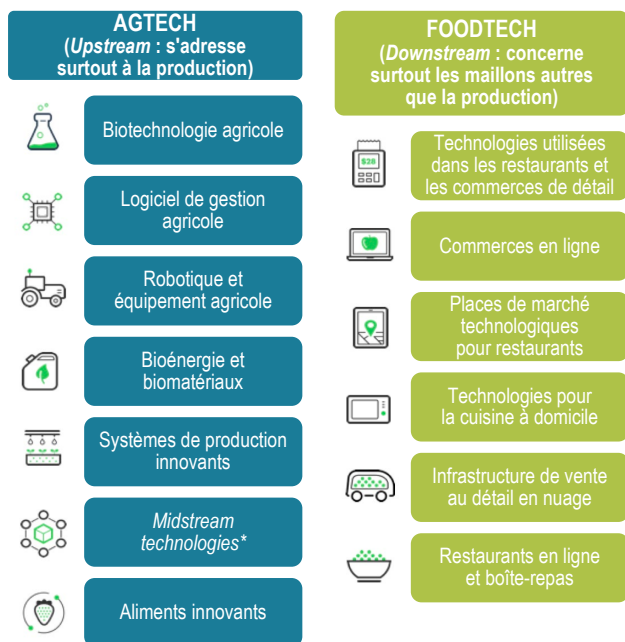 AGTECH
(Upstream : s'adresse
surtout à la production)
Biotechnologie agricole
Logiciel de gestion
agricole
Robotique et
équipement agricole
Bioénergie et
biomatériaux
Systèmes de production
innovants
Midstream
technologies*
Aliments innovants
FOODTECH
(Downstream : concerne
surtout les maillons autres
que la production)
$28
Technologies utilisées
dans les restaurants et
les commerces de détail
Commerces en ligne
Places de marché
technologiques
pour restaurants
Technologies pour
la cuisine à domicile
Infrastructure de vente
au détail en nuage
Restaurants en ligne
et boîte-repas